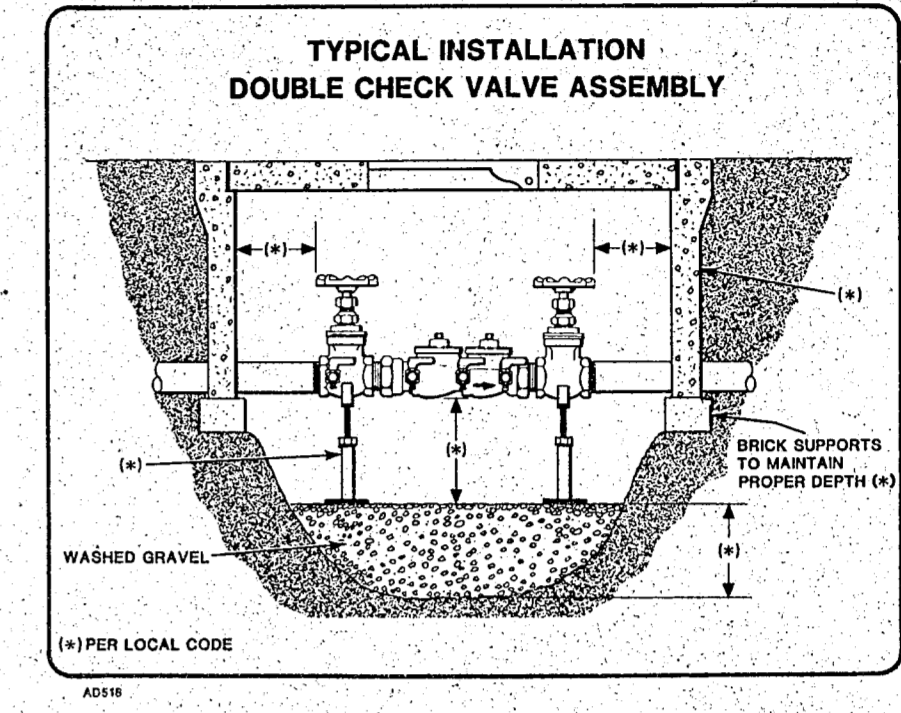 TYPICAL INSTALLATION
DOUBLE CHECK VALVE ASSEMBLY
(*)
(*)
(*)
(*)
(*)
BRICK SUPPORTS
TO MAINTAIN
PROPER DEPTH (*)
(*)
WASHED GRAVEL
(*) PER LOCAL CODE
AD518